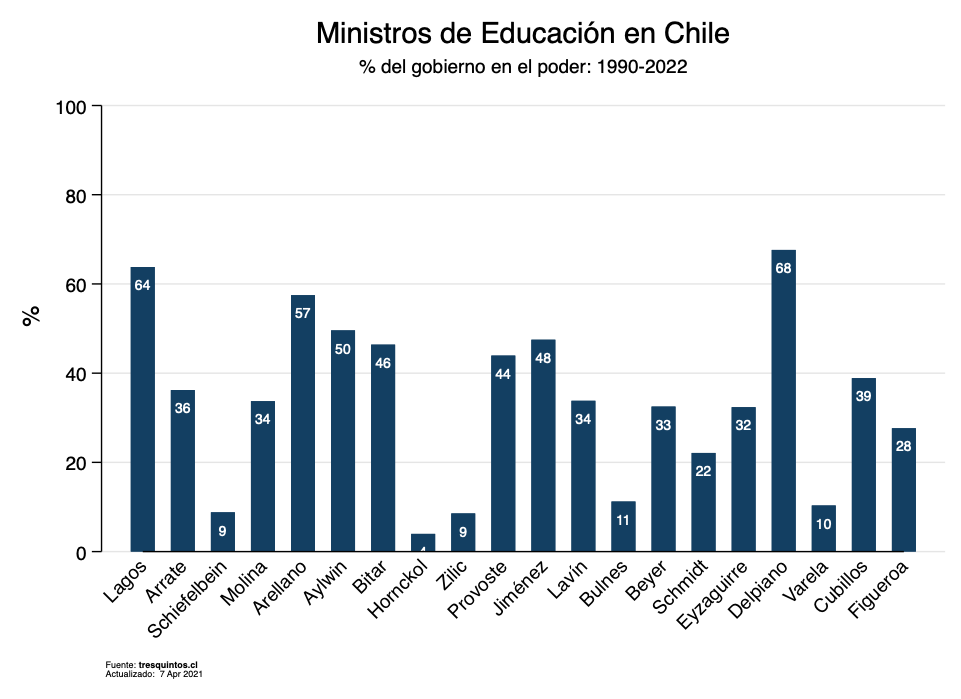 Ministros de Educación en Chile
% del gobierno en el poder: 1990-2022
100
80
60
40
20
0
%
64
36
9
34
57
50
46
4
9
44
48
34
11
33
22
32
68
10
39
28
Lagos
Arrate
Schiefelbein
Molina
Arellano
Aylwin
Bitar
Hornckol
Zilic
Provoste
Jiménez
Lavín
Bulnes
Beyer
Schmidt
Eyzaguirre
Delpiano
Varela
Cubillos
Figueroa
Fuente: tresquintos.cl
Actualizado: 7 Apr 2021